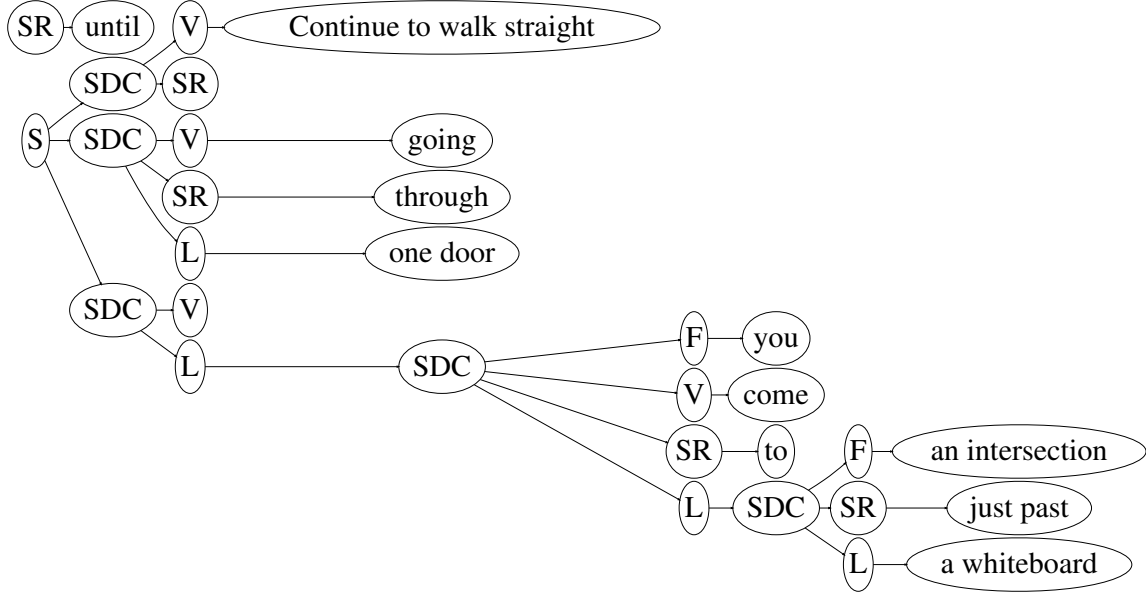 SR until V Continue to walk straight
SDC SR
S SDC V going
SR through
L one door
SDC V
F you
L SDC
V come
SR to F an intersection
L SDC SR just past
L a whiteboard